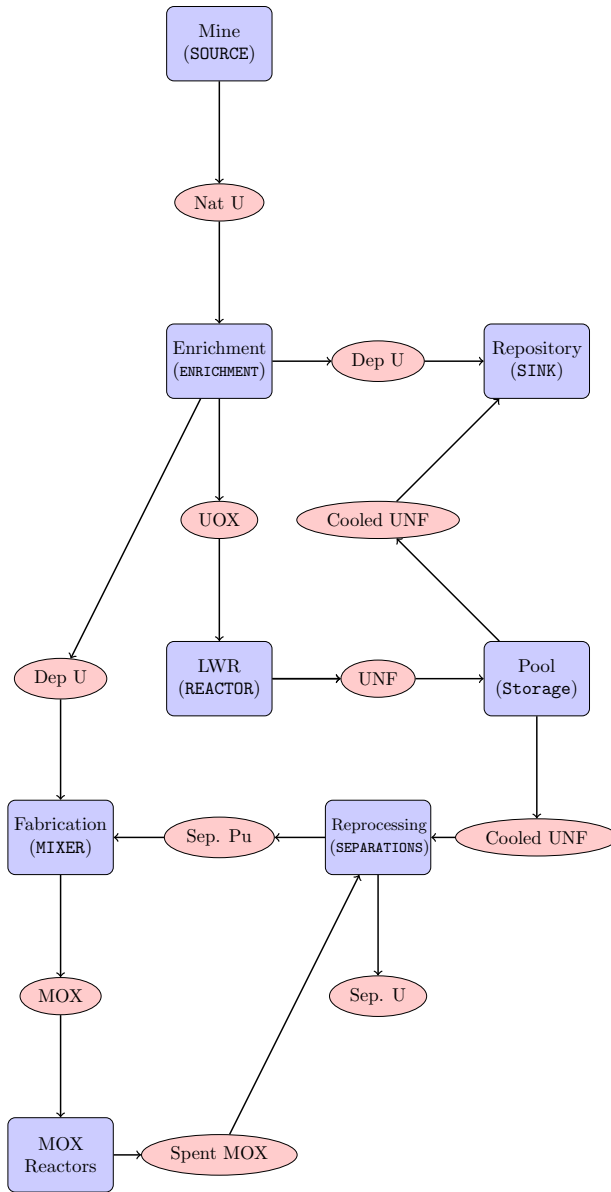 Mine
(SOURCE)
Nat U
Enrichment
(ENRICHMENT)
Dep U
Repository
(SINK)
UOX
Cooled UNF
Dep U
LWR
(REACTOR)
UNF
Pool
(Storage)
Fabrication
(MIXER)
Sep. Pu
Reprocessing
(SEPARATIONS)
Cooled UNF
MOX
Sep. U
MOX
Reactors
Spent MOX